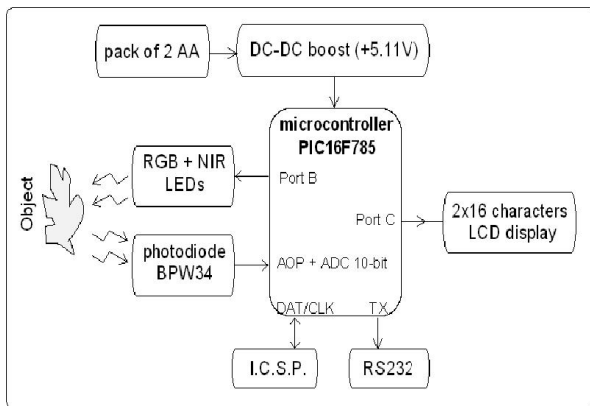 pack of 2 AA
DC-DC boost (+5.11V)
microcontroller
PIC16F785
RGB + NIR
LEDs
Port B
Object
Port C
2x16 characters
LCD display
photodiode
BPW34
AOP + ADC 10-bit
DAT/CLK
TX
I.C.S.P.
RS232